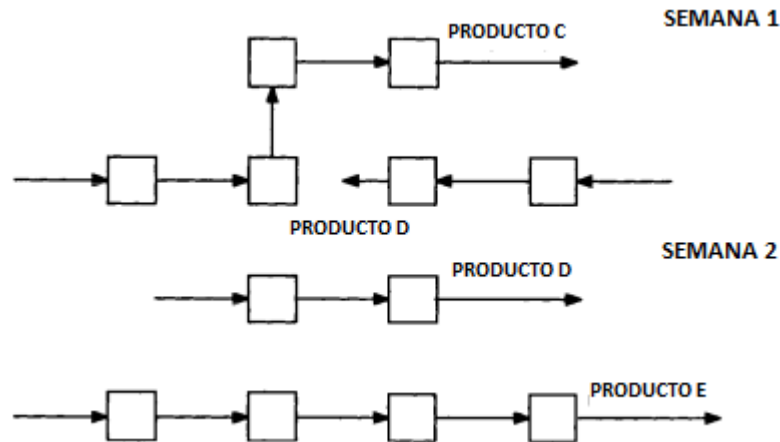 SEMANA 1
PRODUCTO C
PRODUCTO D
SEMANA 2
PRODUCTO D
PRODUCTO E